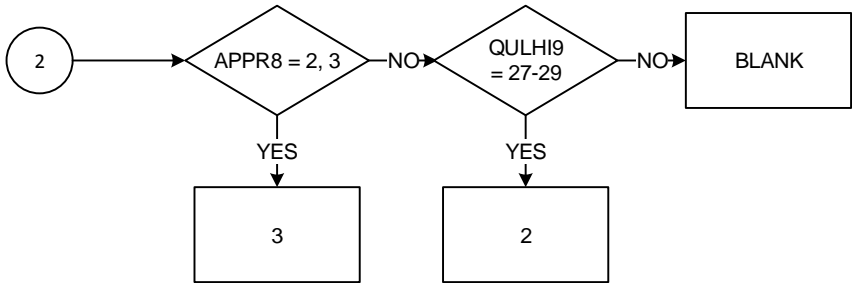 2
APPR8 = 2, 3
NO
QULHI9
= 27-29
NO
BLANK
YES
YES
3
2